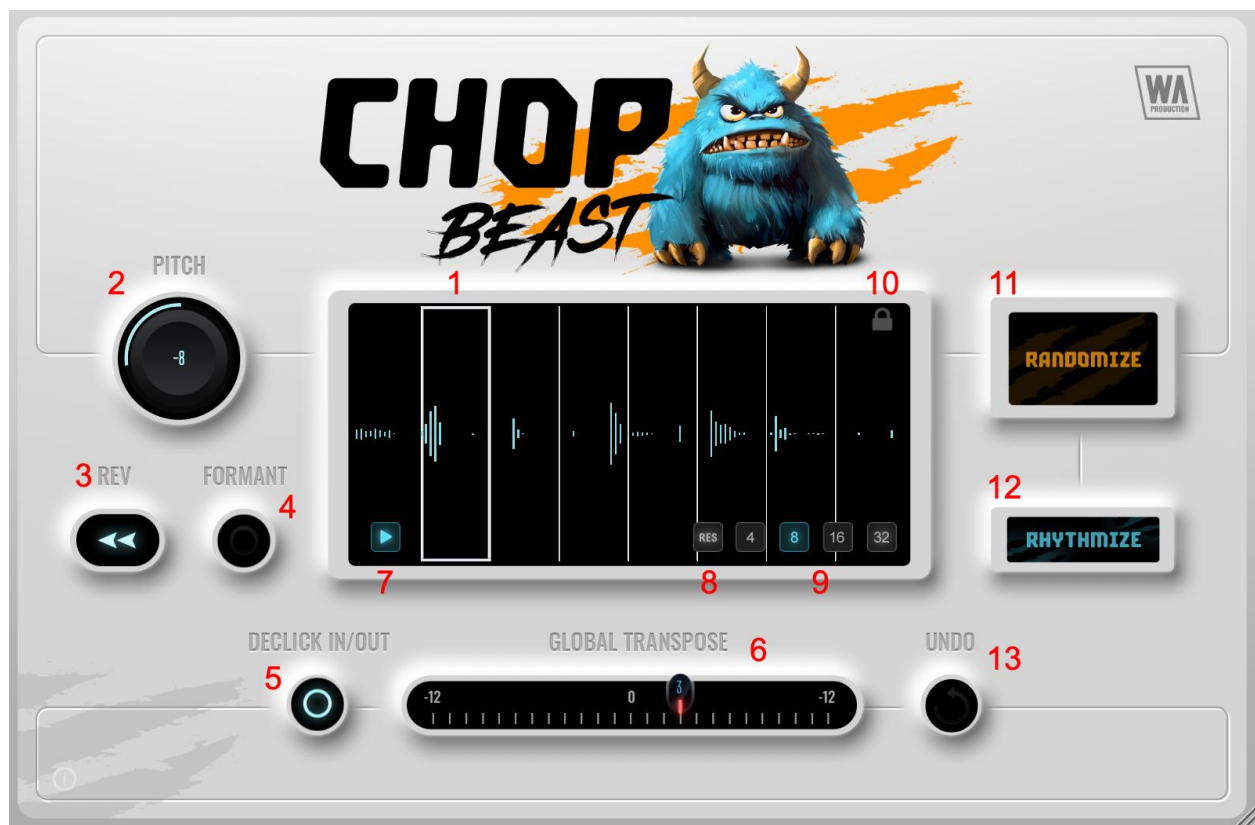 CHOP
BEAST
WA
PRODUCTION
PITCH
2
-8
1
10
11
RANDOMIZE
3 REV
FORMANT
4
12
RHYTHMIZE
RES 4 8 16 32
7
8
9
DECLICK IN/OUT
5
GLOBAL TRANSPOSE
6
-12 0 3 -12
UNDO
13